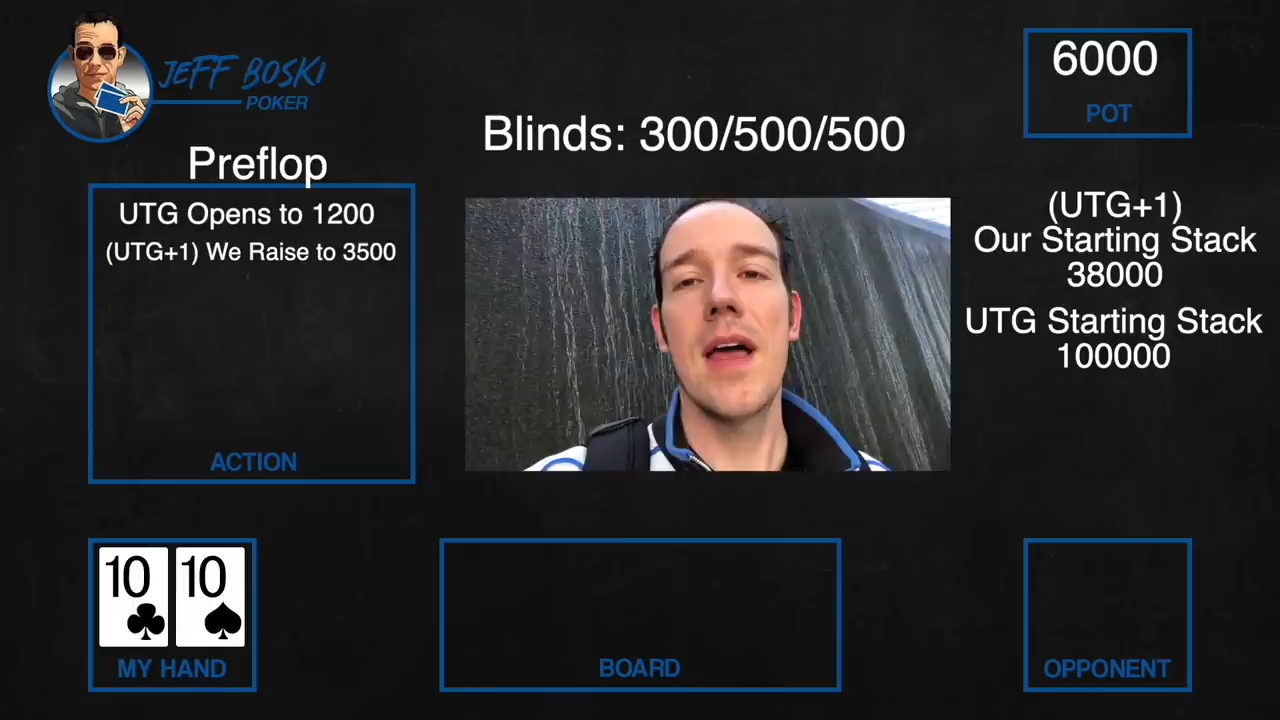 JEFF BOSKI
POKER
6000
POT
Blinds: 300/500/500
Preflop
UTG Opens to 1200
(UTG+1) We Raise to 3500
ACTION
(UTG+1)
Our Starting Stack
38000
UTG Starting Stack
100000
10 10
MY HAND
BOARD
OPPONENT